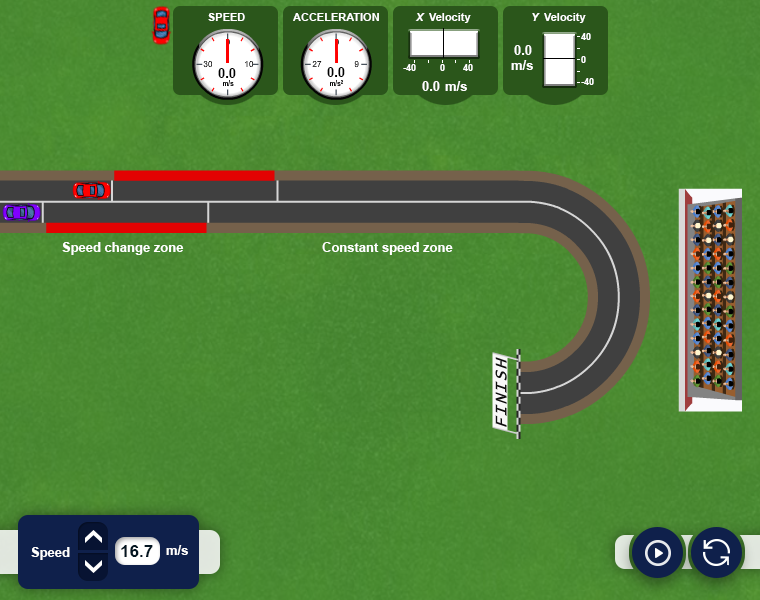 SPEED
30
10
0.0
m/s
ACCELERATION
27
9
0.0
m/s²
X Velocity
-40 0 40
0.0 m/s
Y Velocity
0.0
m/s
40
0
-40
Speed change zone
Constant speed zone
FINISH
Speed 16.7 m/s